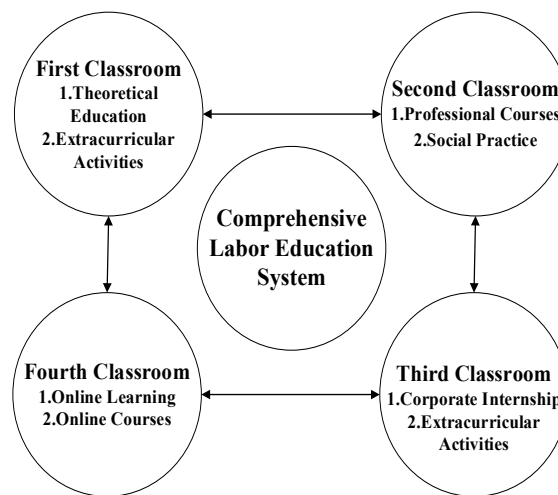 First Classroom
1.Theoretical
Education
2.Extracurricular
Activities
Second Classroom
1.Professional Courses
2.Social Practice
Comprehensive
Labor Education
System
Fourth Classroom
1.Online Learning
2.Online Courses
Third Classroom
1.Corporate Internship
2.Extracurricular
Activities